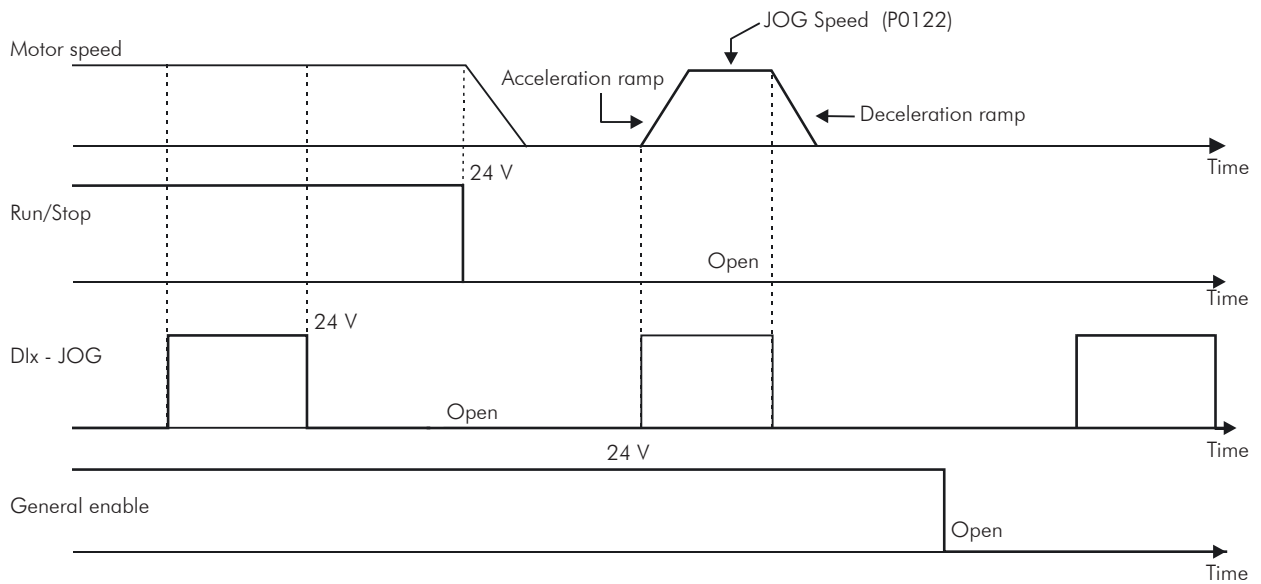 JOG Speed (P0122)
Motor speed
Acceleration ramp
Deceleration ramp
Time
24 V
Run/Stop
Open
Time
24 V
DIx - JOG
Open
Time
24 V
General enable
Open
Time